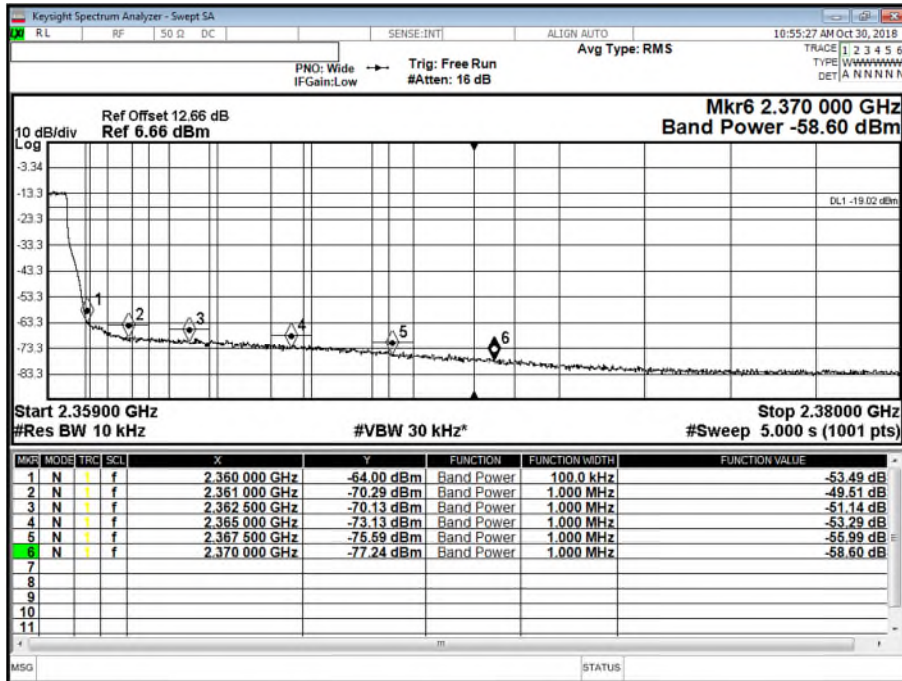 Keysight Spectrum Analyzer - Swept SA
LXI RL RF 50 Ω DC SENSE:INT ALIGN AUTO 10:55:27 AM Oct 30, 2018
PNO: Wide Trig: Free Run Avg Type: RMS TRACE 1 2 3 4 5 6
IFGain:Low #Atten: 16 dB TYPE WWWWWW
DET A N N N N N
Ref Offset 12.66 dB Mkr6 2.370 000 GHz
10 dB/div Ref 6.66 dBm Band Power -58.60 dBm
Log
-3.34
-13.3
DL1 -19.02 dBm
-23.3
-33.3
-43.3
-53.3
1 2 3 4 5 6
-63.3
-73.3
-83.3
Start 2.35900 GHz Stop 2.38000 GHz
#Res BW 10 kHz #VBW 30 kHz* #Sweep 5.000 s (1001 pts)
MKR MODE TRC SCL X Y FUNCTION FUNCTION WIDTH FUNCTION VALUE
1 N 1 f 2.360 000 GHz -64.00 dBm Band Power 100.0 kHz -53.49 dB
2 N 1 f 2.361 000 GHz -70.29 dBm Band Power 1.000 MHz -49.51 dB
3 N 1 f 2.362 500 GHz -70.13 dBm Band Power 1.000 MHz -51.14 dB
4 N 1 f 2.365 000 GHz -73.13 dBm Band Power 1.000 MHz -53.29 dB
5 N 1 f 2.367 500 GHz -75.59 dBm Band Power 1.000 MHz -55.99 dB
6 N 1 f 2.370 000 GHz -77.24 dBm Band Power 1.000 MHz -58.60 dB
7
8
9
10
11
MSG STATUS